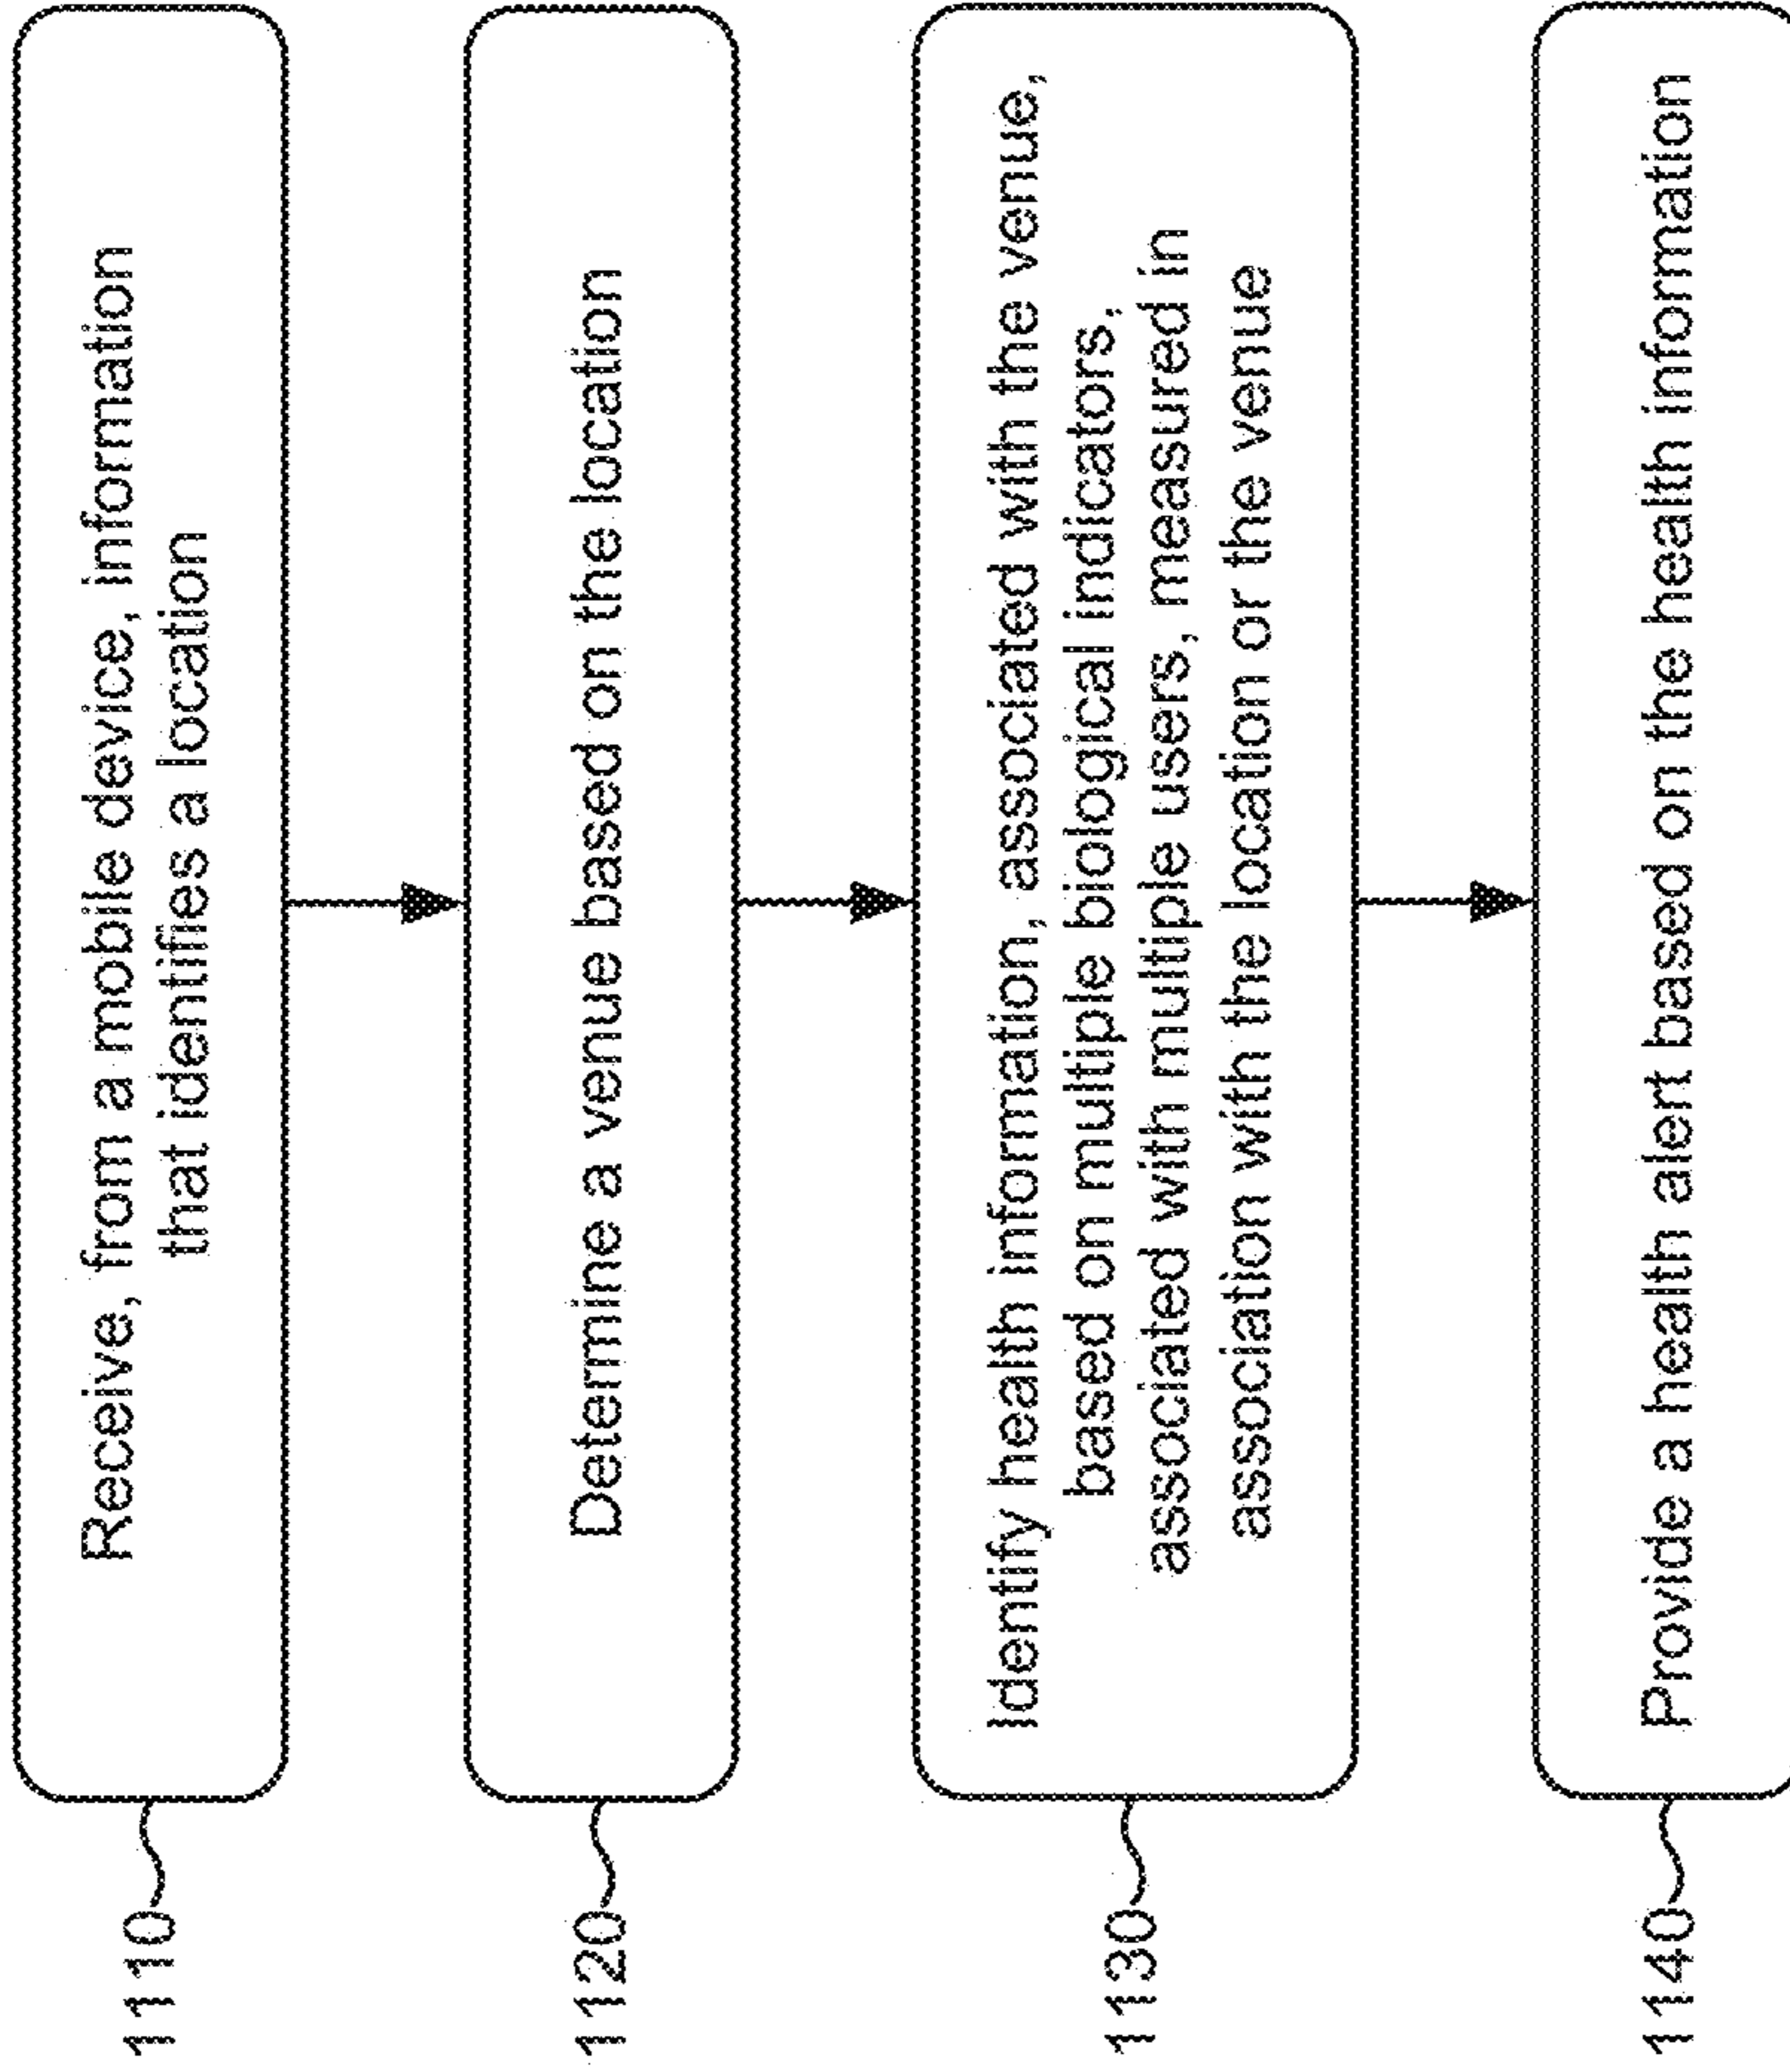 1110
Receive, from a mobile device, information
that identifies a location
1120
Determine a venue based on the location
1130
Identify health information, associated with the venue,
based on multiple biological indicators,
associated with multiple users, measured in
association with the location or the venue
1140
Provide a health alert based on the health information